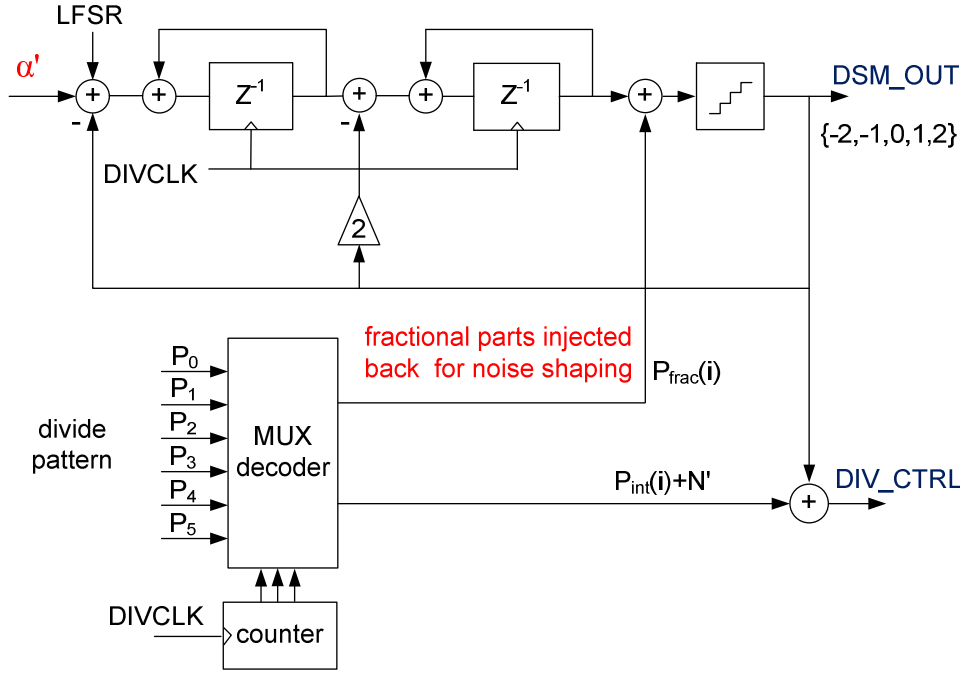 LFSR
α'
+
+
Z⁻¹
+
+
Z⁻¹
+
DSM_OUT
-
-
{-2,-1,0,1,2}
DIVCLK
2
fractional parts injected
back for noise shaping
P_frac(i)
divide
pattern
P₀
P₁
P₂
P₃
P₄
P₅
MUX
decoder
P_int(i)+N'
+
DIV_CTRL
DIVCLK
counter